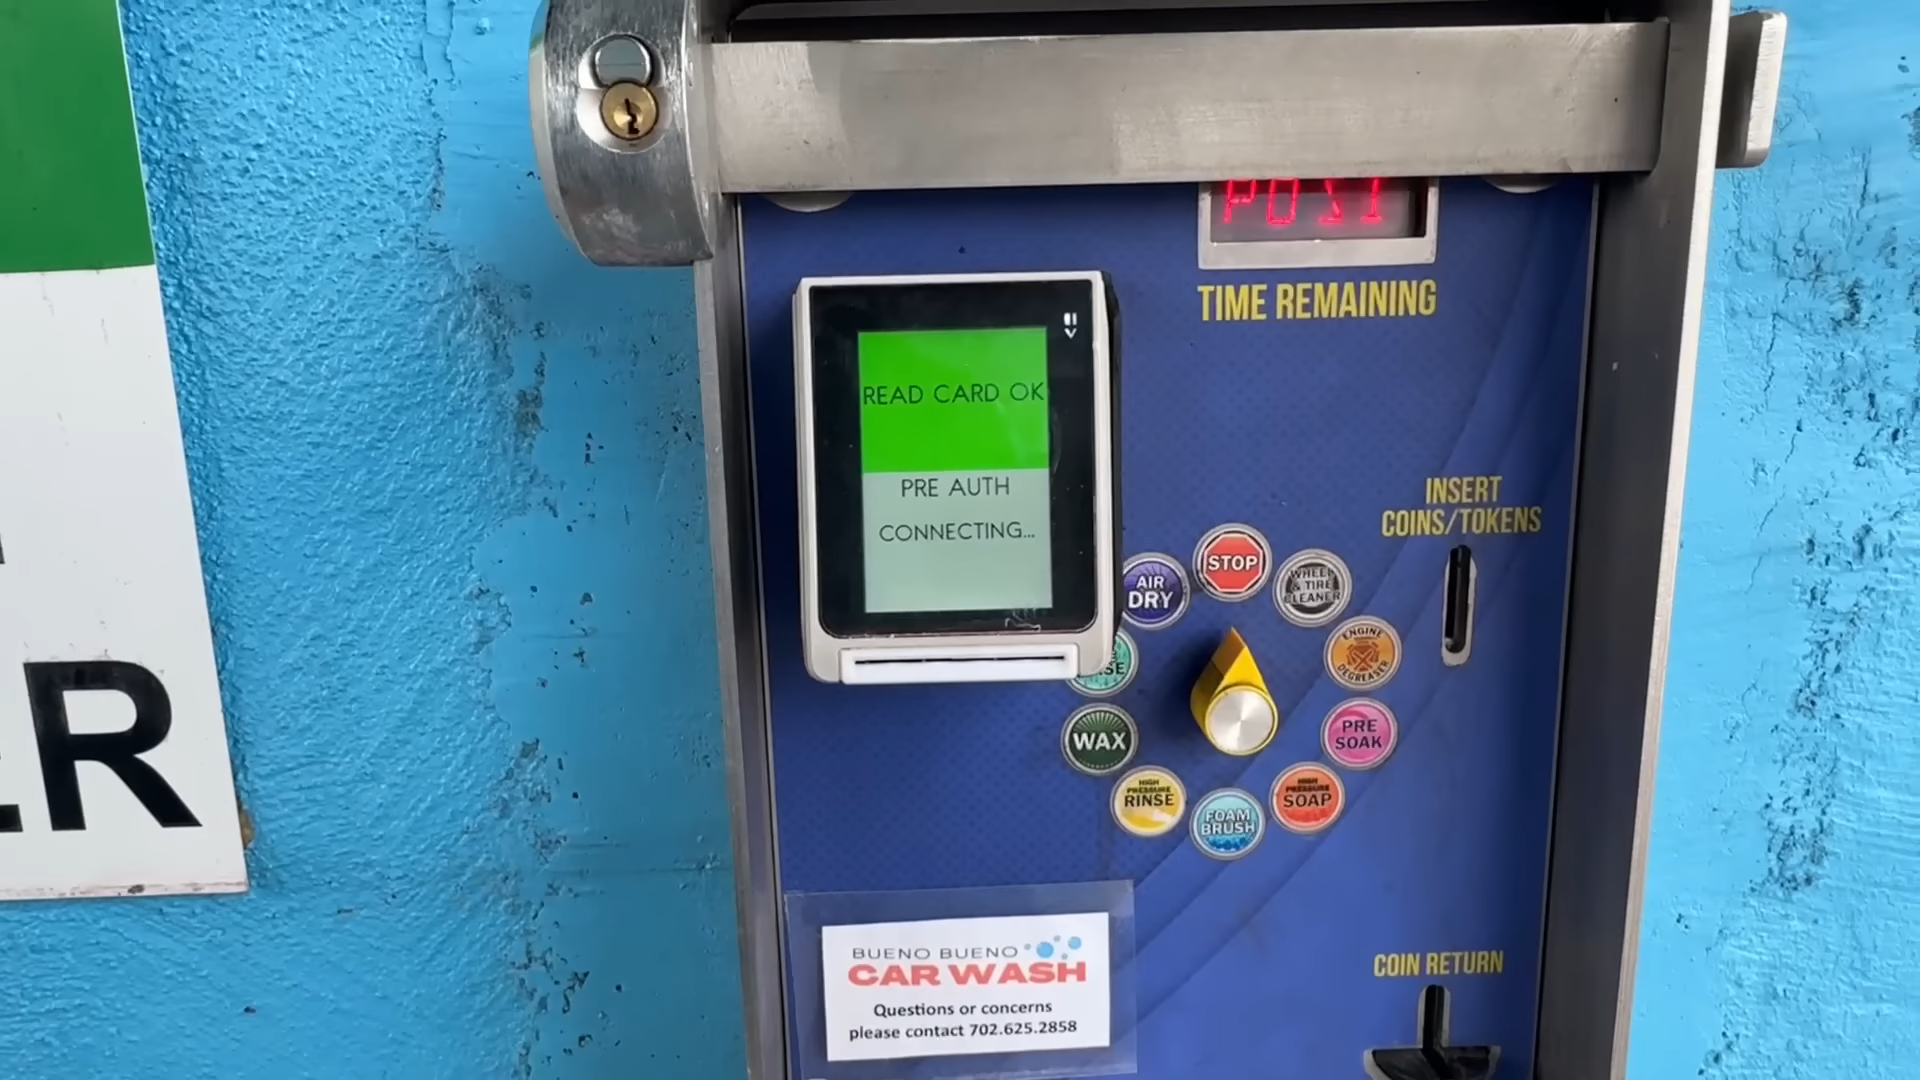 TIME REMAINING
READ CARD OK
PRE AUTH
CONNECTING...
INSERT
COINS/TOKENS
STOP
AIR
DRY
WHEEL
& TIRE
CLEANER
ENGINE
DEGREASER
PRE
SOAK
HIGH
PRESSURE
SOAP
FOAM
BRUSH
HIGH
PRESSURE
RINSE
WAX
COIN RETURN
BUENO BUENO
CAR WASH
Questions or concerns
please contact 702.625.2858